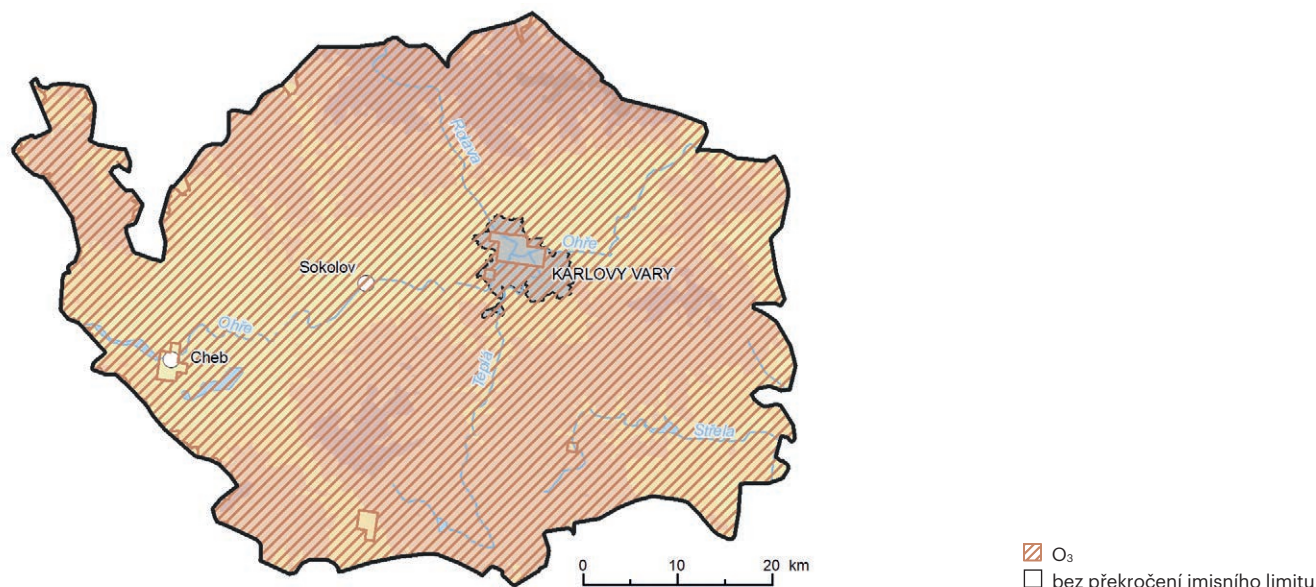 Rolava
Ohře
Sokolov
KARLOVY VARY
Ohře
Cheb
Teplá
Střela
0 10 20 km
O₃
bez překročení imisního limitu